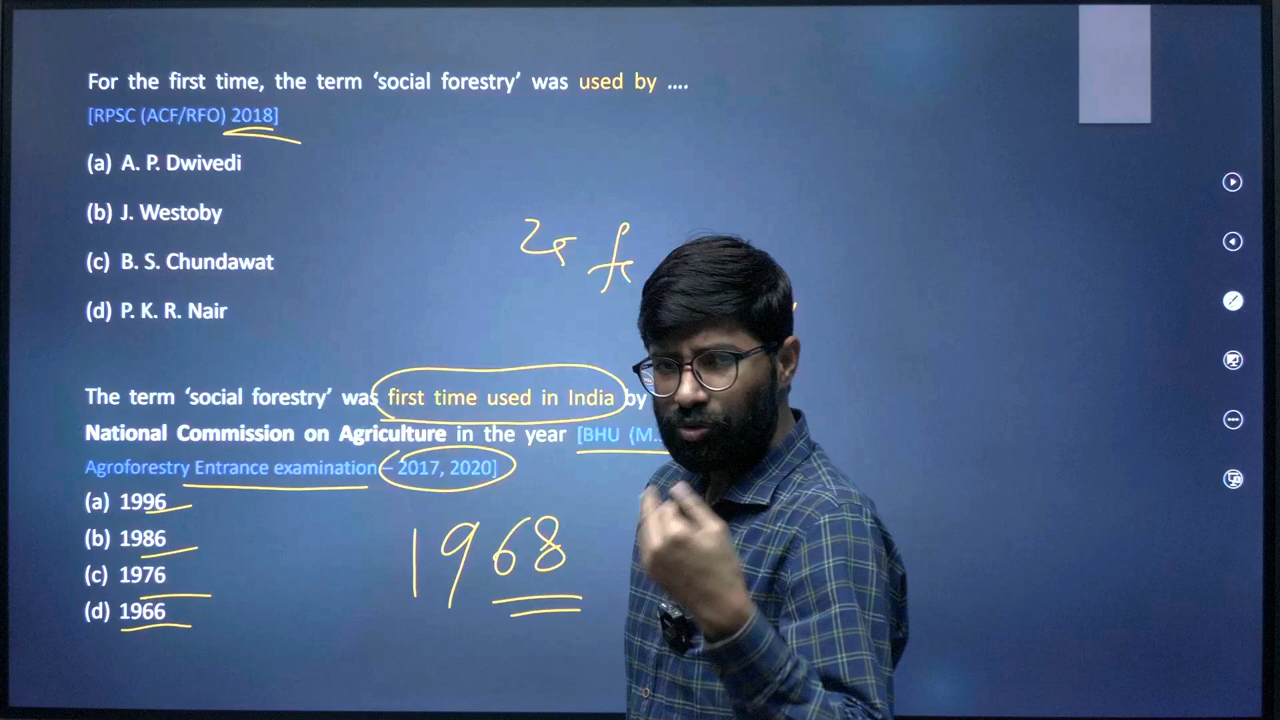 For the first time, the term ‘social forestry’ was used by ....
[RPSC (ACF/RFO) 2018]
(a) A. P. Dwivedi
(b) J. Westoby
(c) B. S. Chundawat
(d) P. K. R. Nair
The term ‘social forestry’ was first time used in India by
National Commission on Agriculture in the year [BHU (M..
Agroforestry Entrance examination – 2017, 2020]
(a) 1996
(b) 1986
1968
(c) 1976
(d) 1966